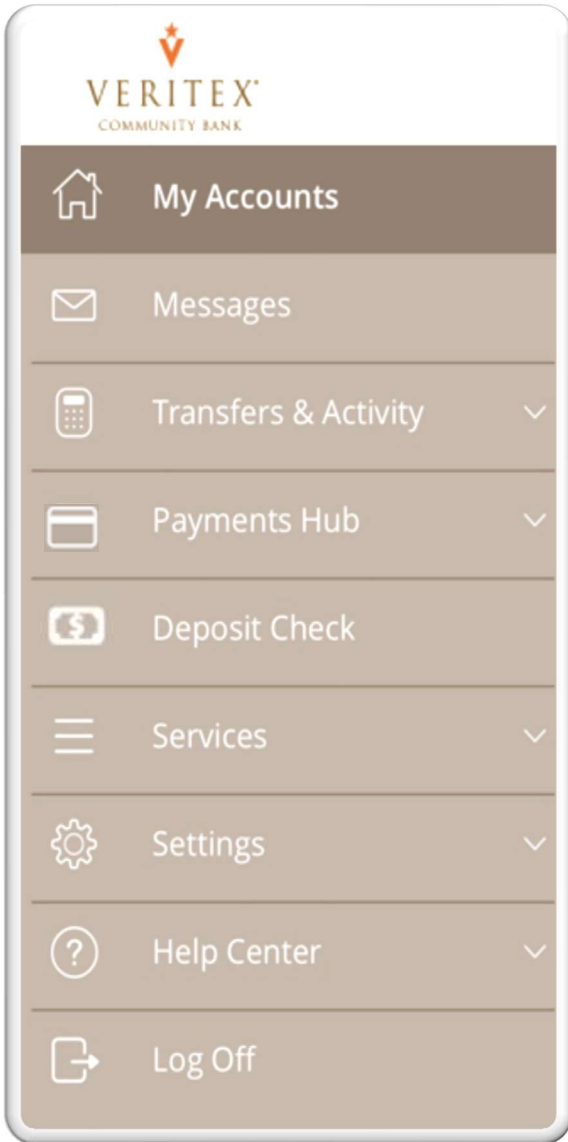 VERITEX®
COMMUNITY BANK
My Accounts
Messages
Transfers & Activity
Payments Hub
Deposit Check
Services
Settings
Help Center
Log Off